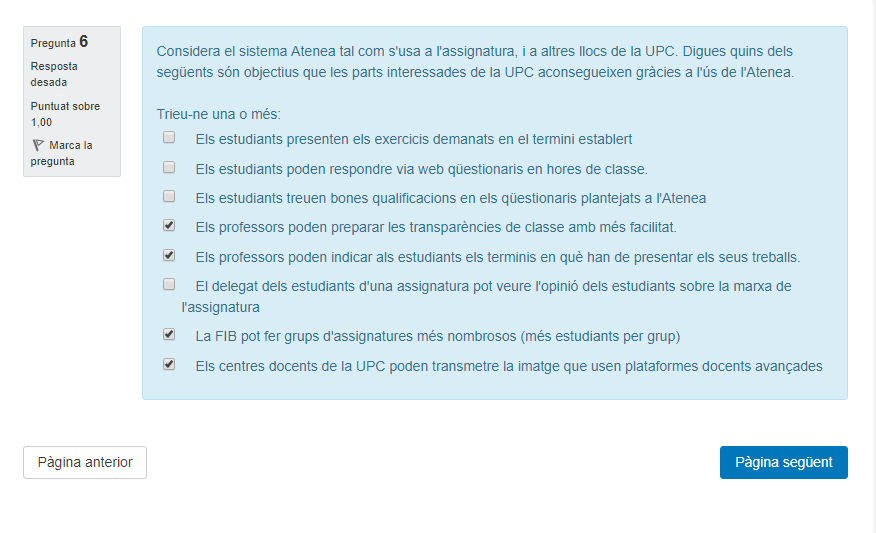 Pregunta 6
Resposta
desada
Puntuat sobre
1,00
Marca la
pregunta
Considera el sistema Atenea tal com s'usa a l'assignatura, i a altres llocs de la UPC. Digues quins dels
següents són objectius que les parts interessades de la UPC aconsegueixen gràcies a l'ús de l'Atenea.
Trieu-ne una o més:
Els estudiants presenten els exercicis demanats en el termini establert
Els estudiants poden respondre via web qüestionaris en hores de classe.
Els estudiants treuen bones qualificacions en els qüestionaris plantejats a l'Atenea
Els professors poden preparar les transparències de classe amb més facilitat.
Els professors poden indicar als estudiants els terminis en què han de presentar els seus treballs.
El delegat dels estudiants d'una assignatura pot veure l'opinió dels estudiants sobre la marxa de
l'assignatura
La FIB pot fer grups d'assignatures més nombrosos (més estudiants per grup)
Els centres docents de la UPC poden transmetre la imatge que usen plataformes docents avançades
Pàgina anterior
Pàgina següent